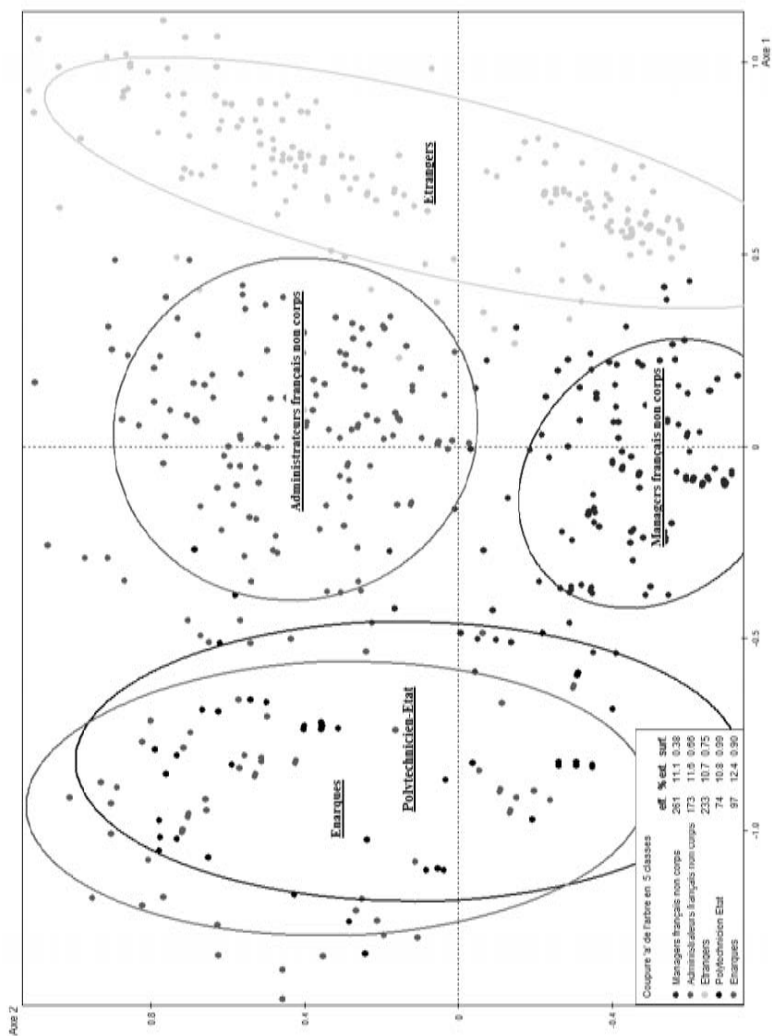 Axe 2
0.8
0.4
0
-0.4
Etrangers
Administrateurs français non corps
Managers français non corps
Polytechnicien-Etat
Enarques
1.0
0.5
0
-0.5
-1.0
Axe 1
Coupure 'a' de l'arbre en 5 classes
eff. % ext. surf.
Managers français non corps 261 11.1 0.38
Administrateurs français non corps 173 11.6 0.66
Etrangers 233 10.7 0.75
Polytechnicien Etat 74 10.8 0.99
Enarques 97 12.4 0.90